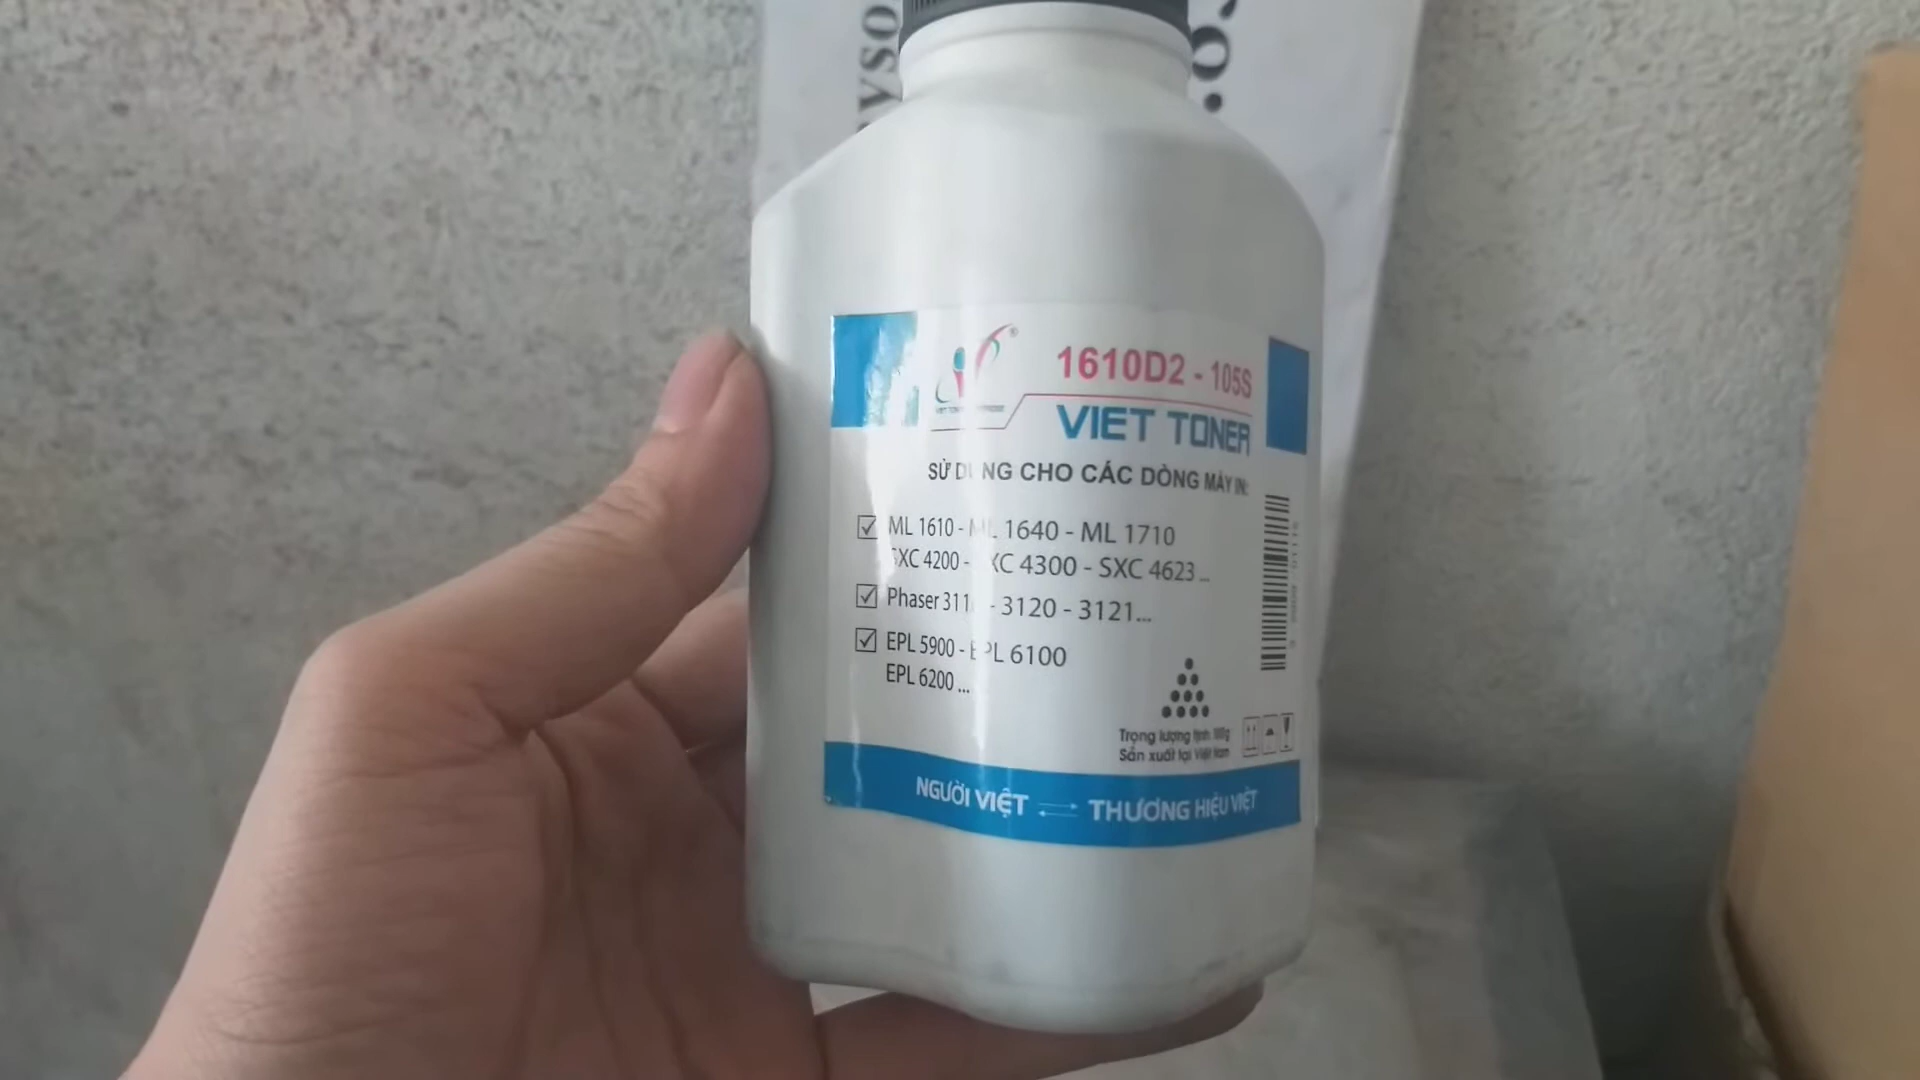 1610D2 - 105S
VIET TONER
SỬ DỤNG CHO CÁC DÒNG MÁY IN:
ML 1610 - ML 1640 - ML 1710
SXC 4200 - SXC 4300 - SXC 4623...
Phaser - 3120 - 3121...
EPL 5900 - EPL 6100
EPL 6200 ...
Trọng lượng tịnh:
Sản xuất tại Việt Nam
NGƯỜI VIỆT THƯƠNG HIỆU VIỆT